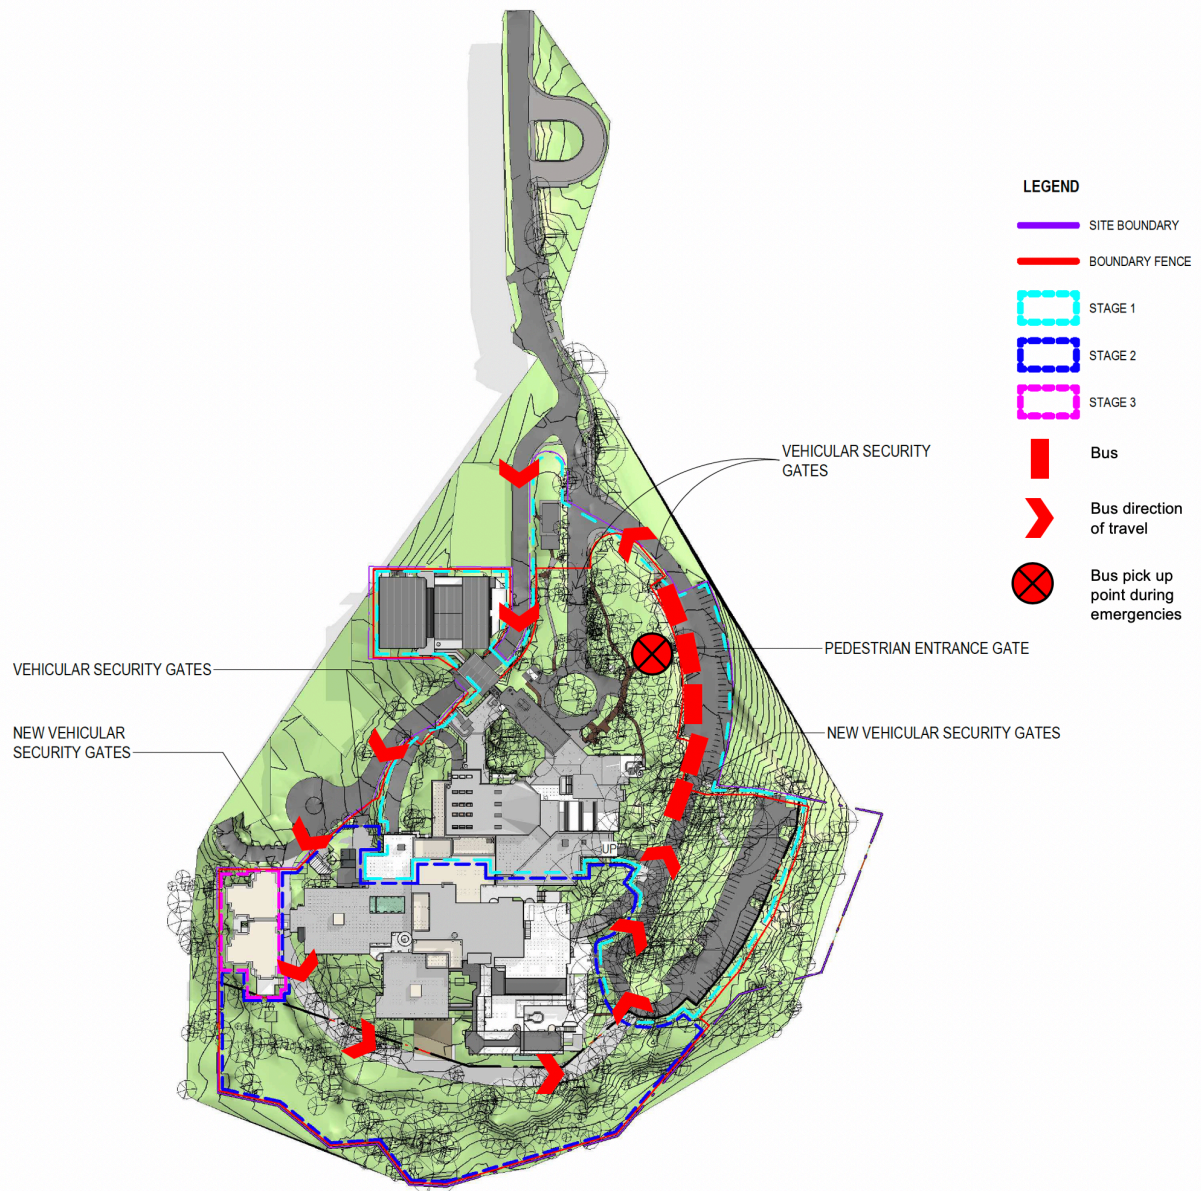 LEGEND
SITE BOUNDARY
BOUNDARY FENCE
STAGE 1
STAGE 2
STAGE 3
Bus
Bus direction
of travel
Bus pick up
point during
emergencies
VEHICULAR SECURITY
GATES
PEDESTRIAN ENTRANCE GATE
NEW VEHICULAR SECURITY GATES
VEHICULAR SECURITY GATES
NEW VEHICULAR
SECURITY GATES
UP